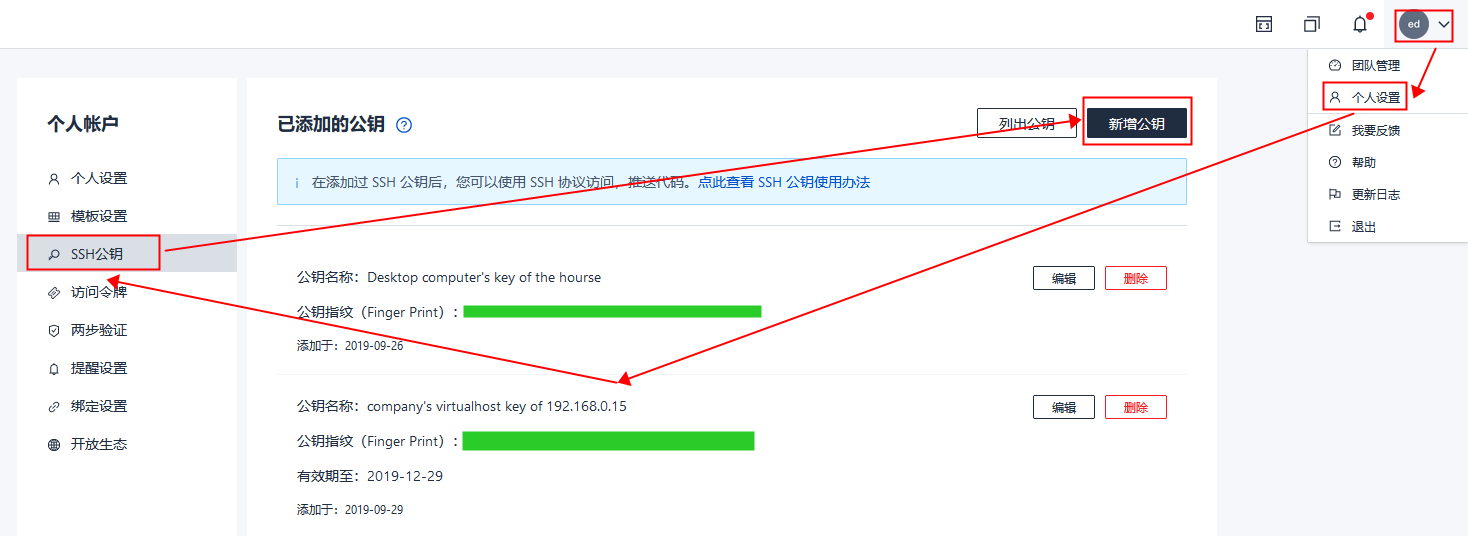 ed
团队管理
个人设置
我要反馈
帮助
更新日志
退出
个人帐户
个人设置
模板设置
SSH公钥
访问令牌
两步验证
提醒设置
绑定设置
开放生态
已添加的公钥 ?
列出公钥 新增公钥
i 在添加过 SSH 公钥后，您可以使用 SSH 协议访问，推送代码。点此查看 SSH 公钥使用办法
公钥名称：Desktop computer's key of the hourse 编辑 删除
公钥指纹（Finger Print）：
添加于：2019-09-26
公钥名称：company's virtualhost key of 192.168.0.15 编辑 删除
公钥指纹（Finger Print）：
有效期至：2019-12-29
添加于：2019-09-29